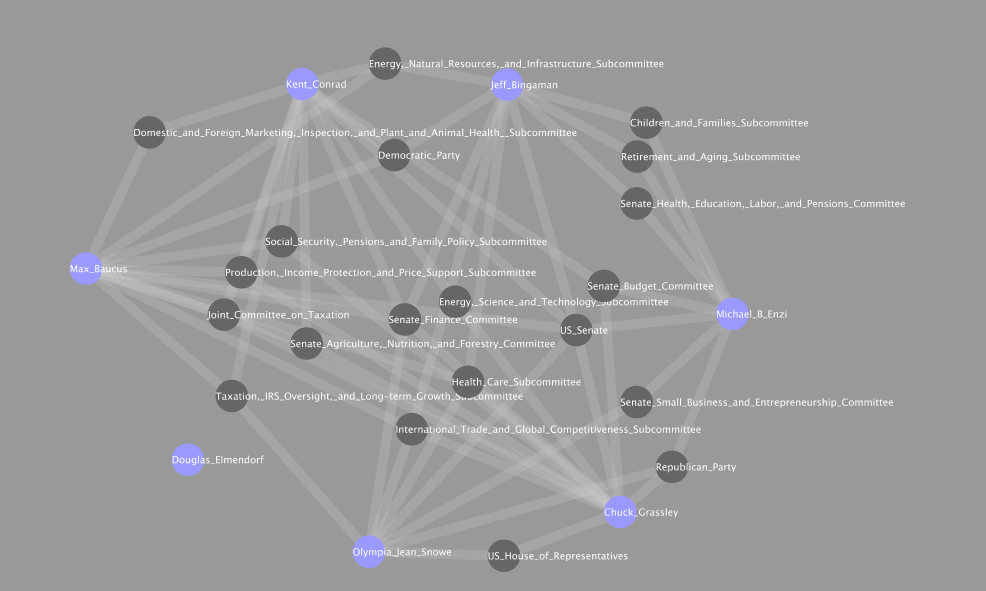 Energy,_Natural_Resources,_and_Infrastructure_Subcommittee
Kent_Conrad
Jeff_Bingaman
Children_and_Families_Subcommittee
Domestic_and_Foreign_Marketing,_Inspection,_and_Plant_and_Animal_Health__Subcommittee
Democratic_Party
Retirement_and_Aging_Subcommittee
Senate_Health,_Education,_Labor,_and_Pensions_Committee
Social_Security,_Pensions_and_Family_Policy_Subcommittee
Max_Baucus
Production,_Income_Protection_and_Price_Support_Subcommittee
Senate_Budget_Committee
Energy,_Science_and_Technology_Subcommittee
Joint_Committee_on_Taxation
Michael_B_Enzi
Senate_Finance_Committee
US_Senate
Senate_Agriculture,_Nutrition,_and_Forestry_Committee
Health_Care_Subcommittee
Taxation,_IRS_Oversight,_and_Long-term_Growth_Subcommittee
Senate_Small_Business_and_Entrepreneurship_Committee
International_Trade_and_Global_Competitiveness_Subcommittee
Douglas_Elmendorf
Republican_Party
Chuck_Grassley
Olympia_Jean_Snowe
US_House_of_Representatives